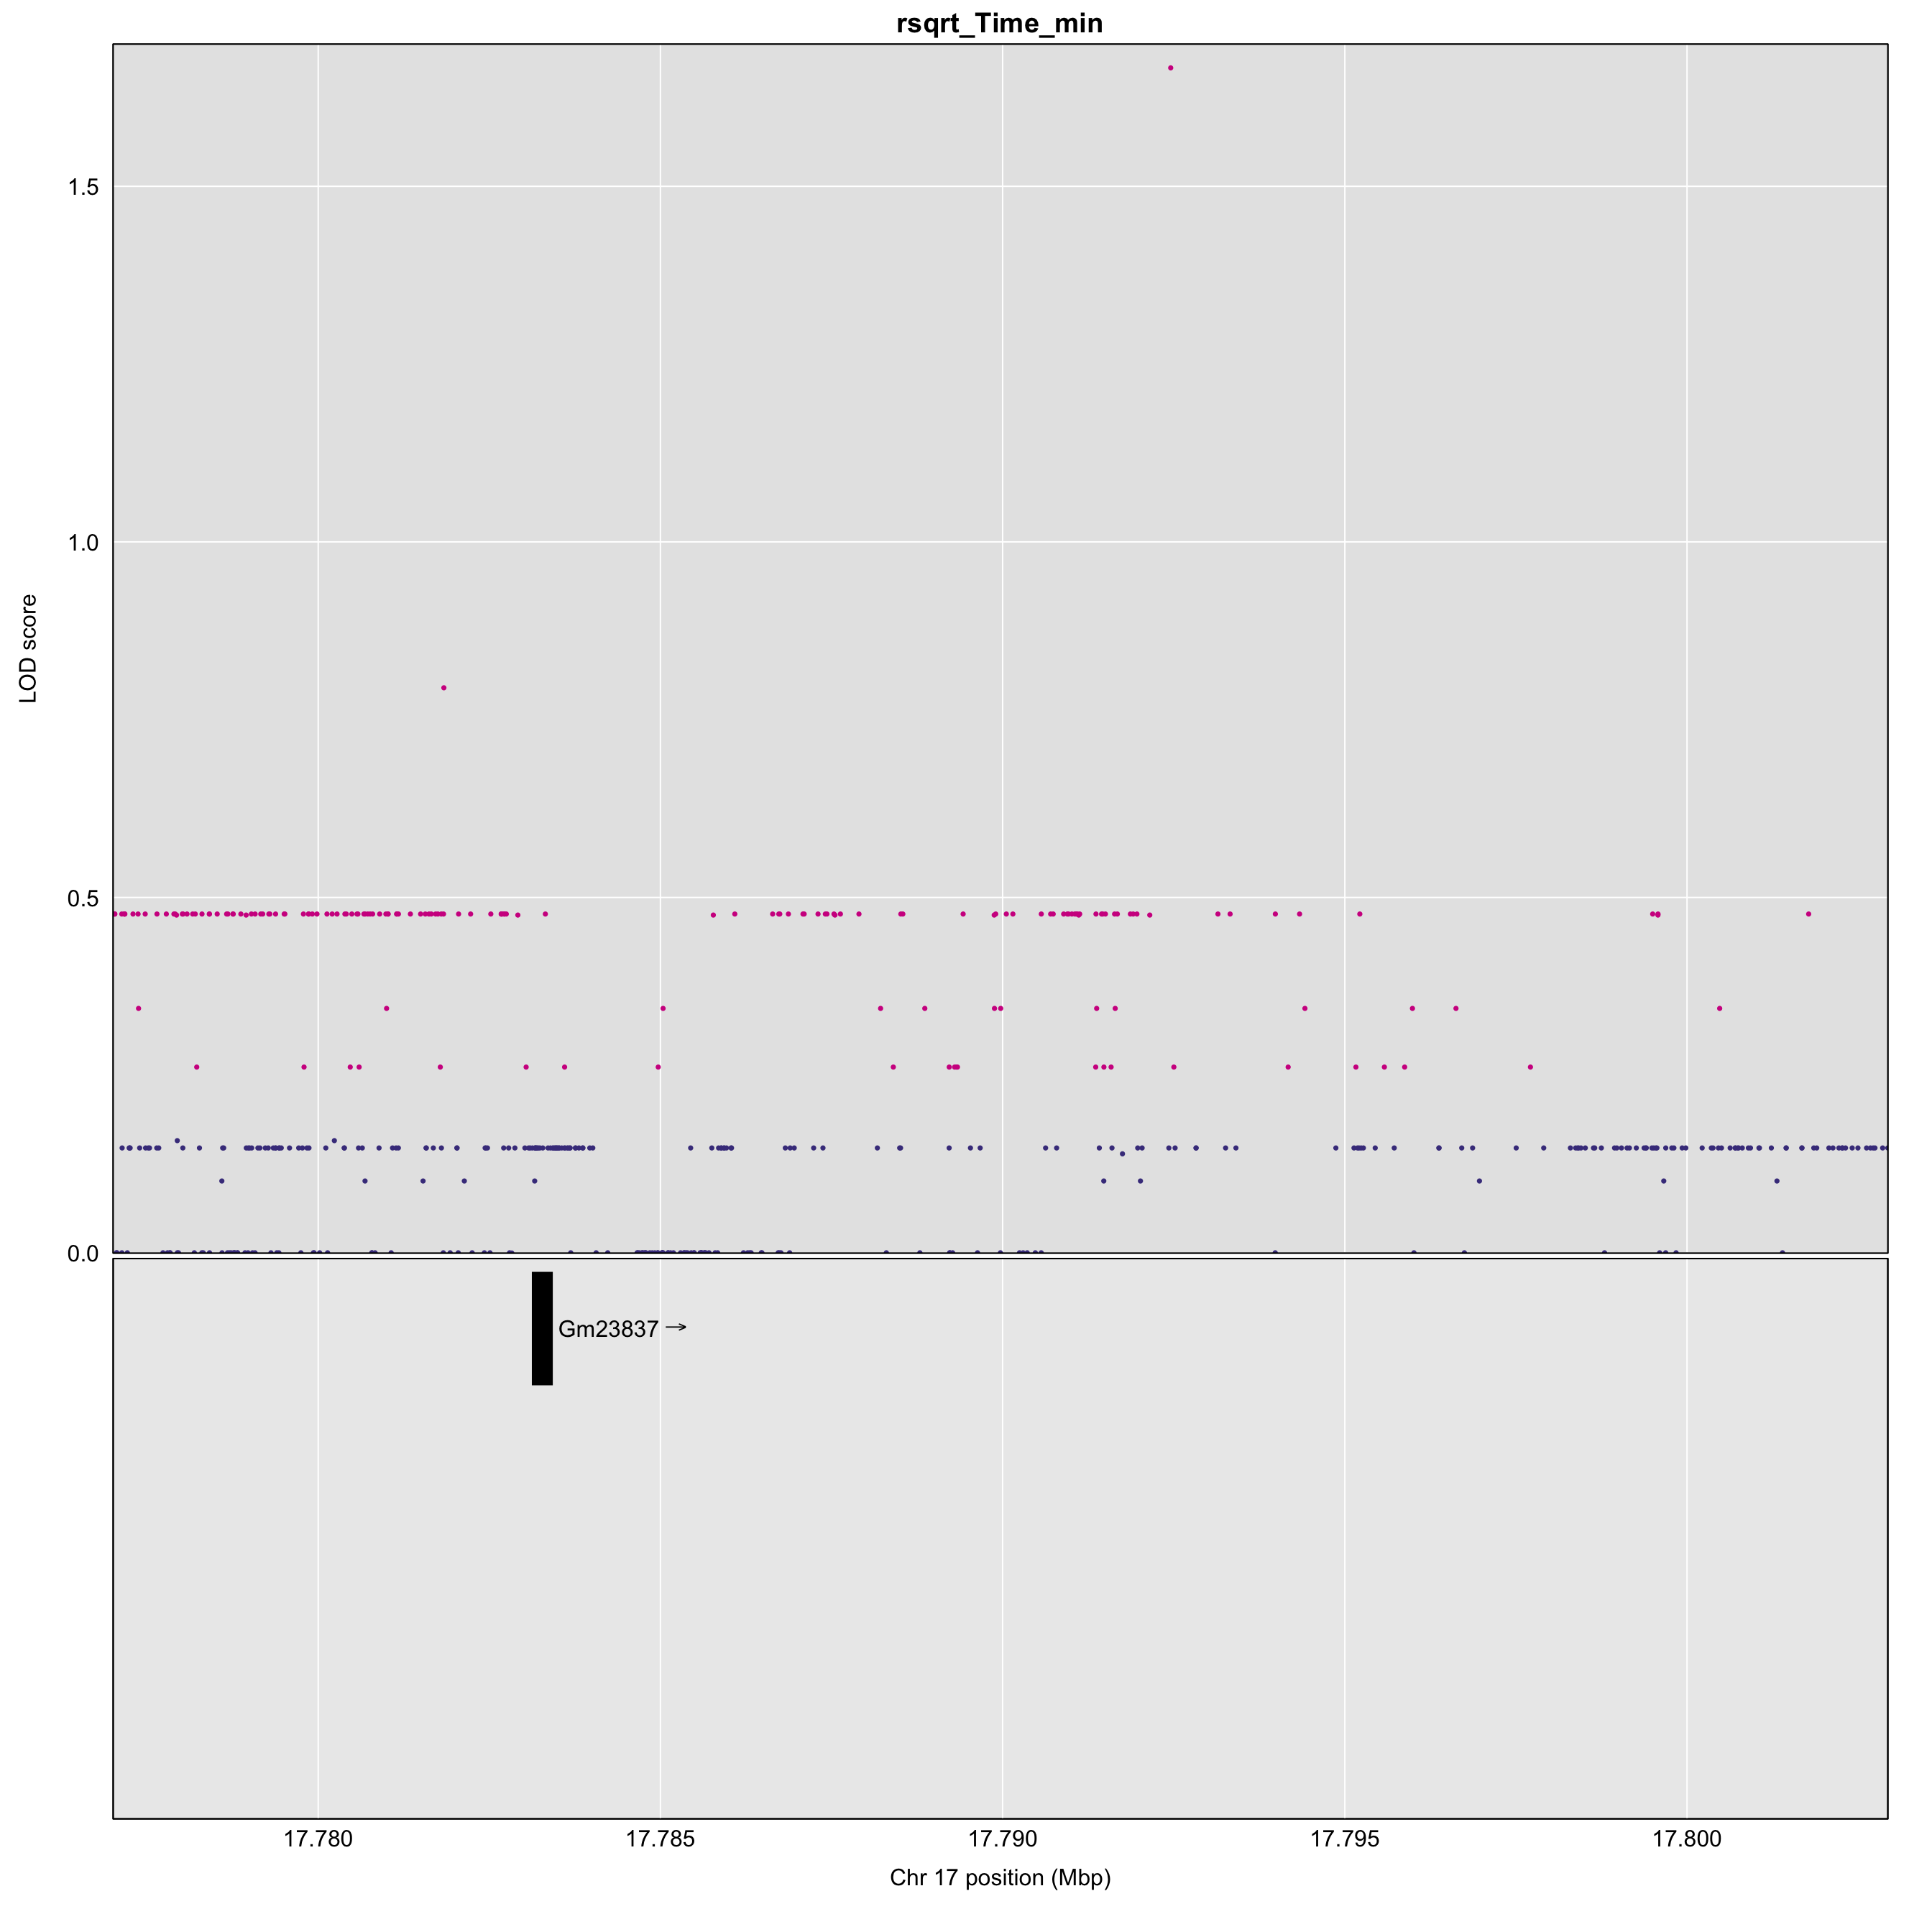 rsqrt_Time_min
1.5
1.0
LOD score
0.5
0.0
Gm23837 →
17.780 17.785 17.790 17.795 17.800
Chr 17 position (Mbp)